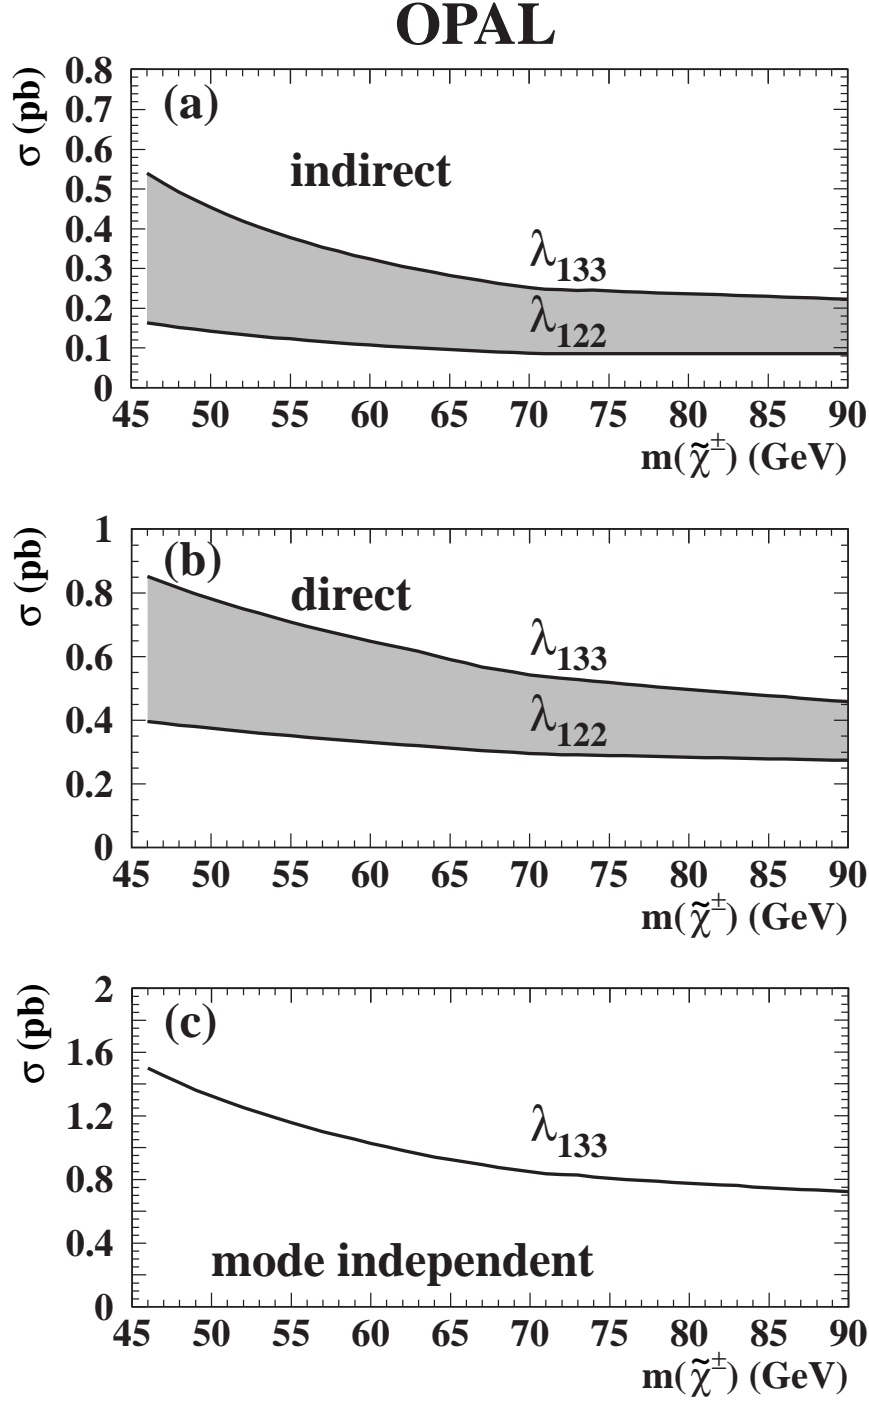 OPAL
σ (pb)
0.8
0.7
0.6
0.5
0.4
0.3
0.2
0.1
0
(a)
indirect
λ133
λ122
45 50 55 60 65 70 75 80 85 90
m(χ̃±) (GeV)
σ (pb)
1
0.8
0.6
0.4
0.2
0
(b)
direct
λ133
λ122
45 50 55 60 65 70 75 80 85 90
m(χ̃±) (GeV)
σ (pb)
2
1.6
1.2
0.8
0.4
0
(c)
λ133
mode independent
45 50 55 60 65 70 75 80 85 90
m(χ̃±) (GeV)